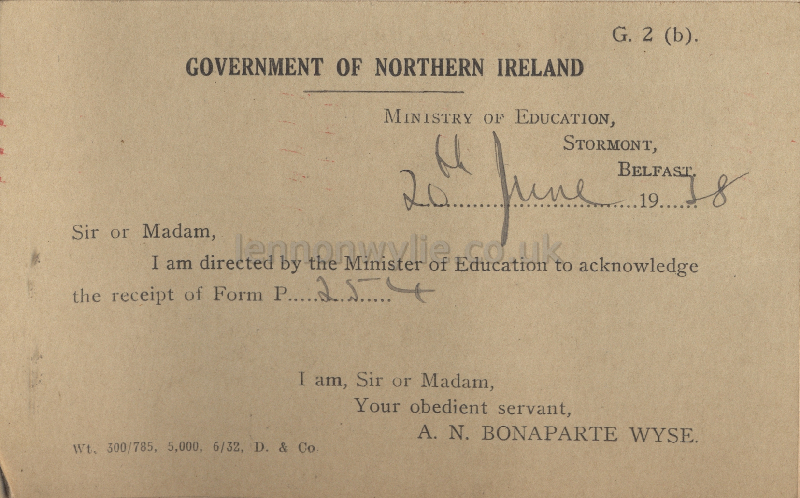 G. 2 (b).
GOVERNMENT OF NORTHERN IRELAND
MINISTRY OF EDUCATION,
STORMONT,
BELFAST.
20th June 1938
Sir or Madam,
lennonwylie.co.uk
I am directed by the Minister of Education to acknowledge
the receipt of Form P.....254
I am, Sir or Madam,
Your obedient servant,
A. N. BONAPARTE WYSE.
Wt. 300/785. 5,000. 6/32, D. & Co